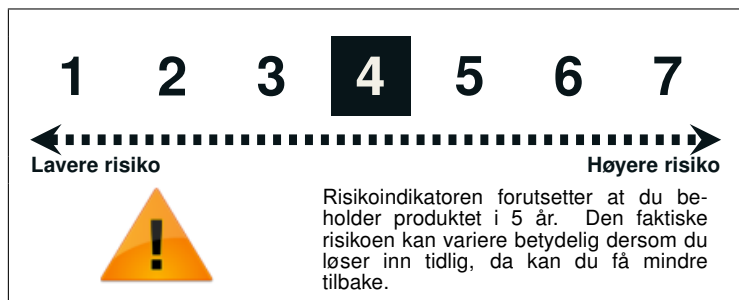 1 2 3 4 5 6 7
Lavere risiko Høyere risiko
!
Risikoindikatoren forutsetter at du be-
holder produktet i 5 år. Den faktiske
risikoen kan variere betydelig dersom du
løser inn tidlig, da kan du få mindre
tilbake.